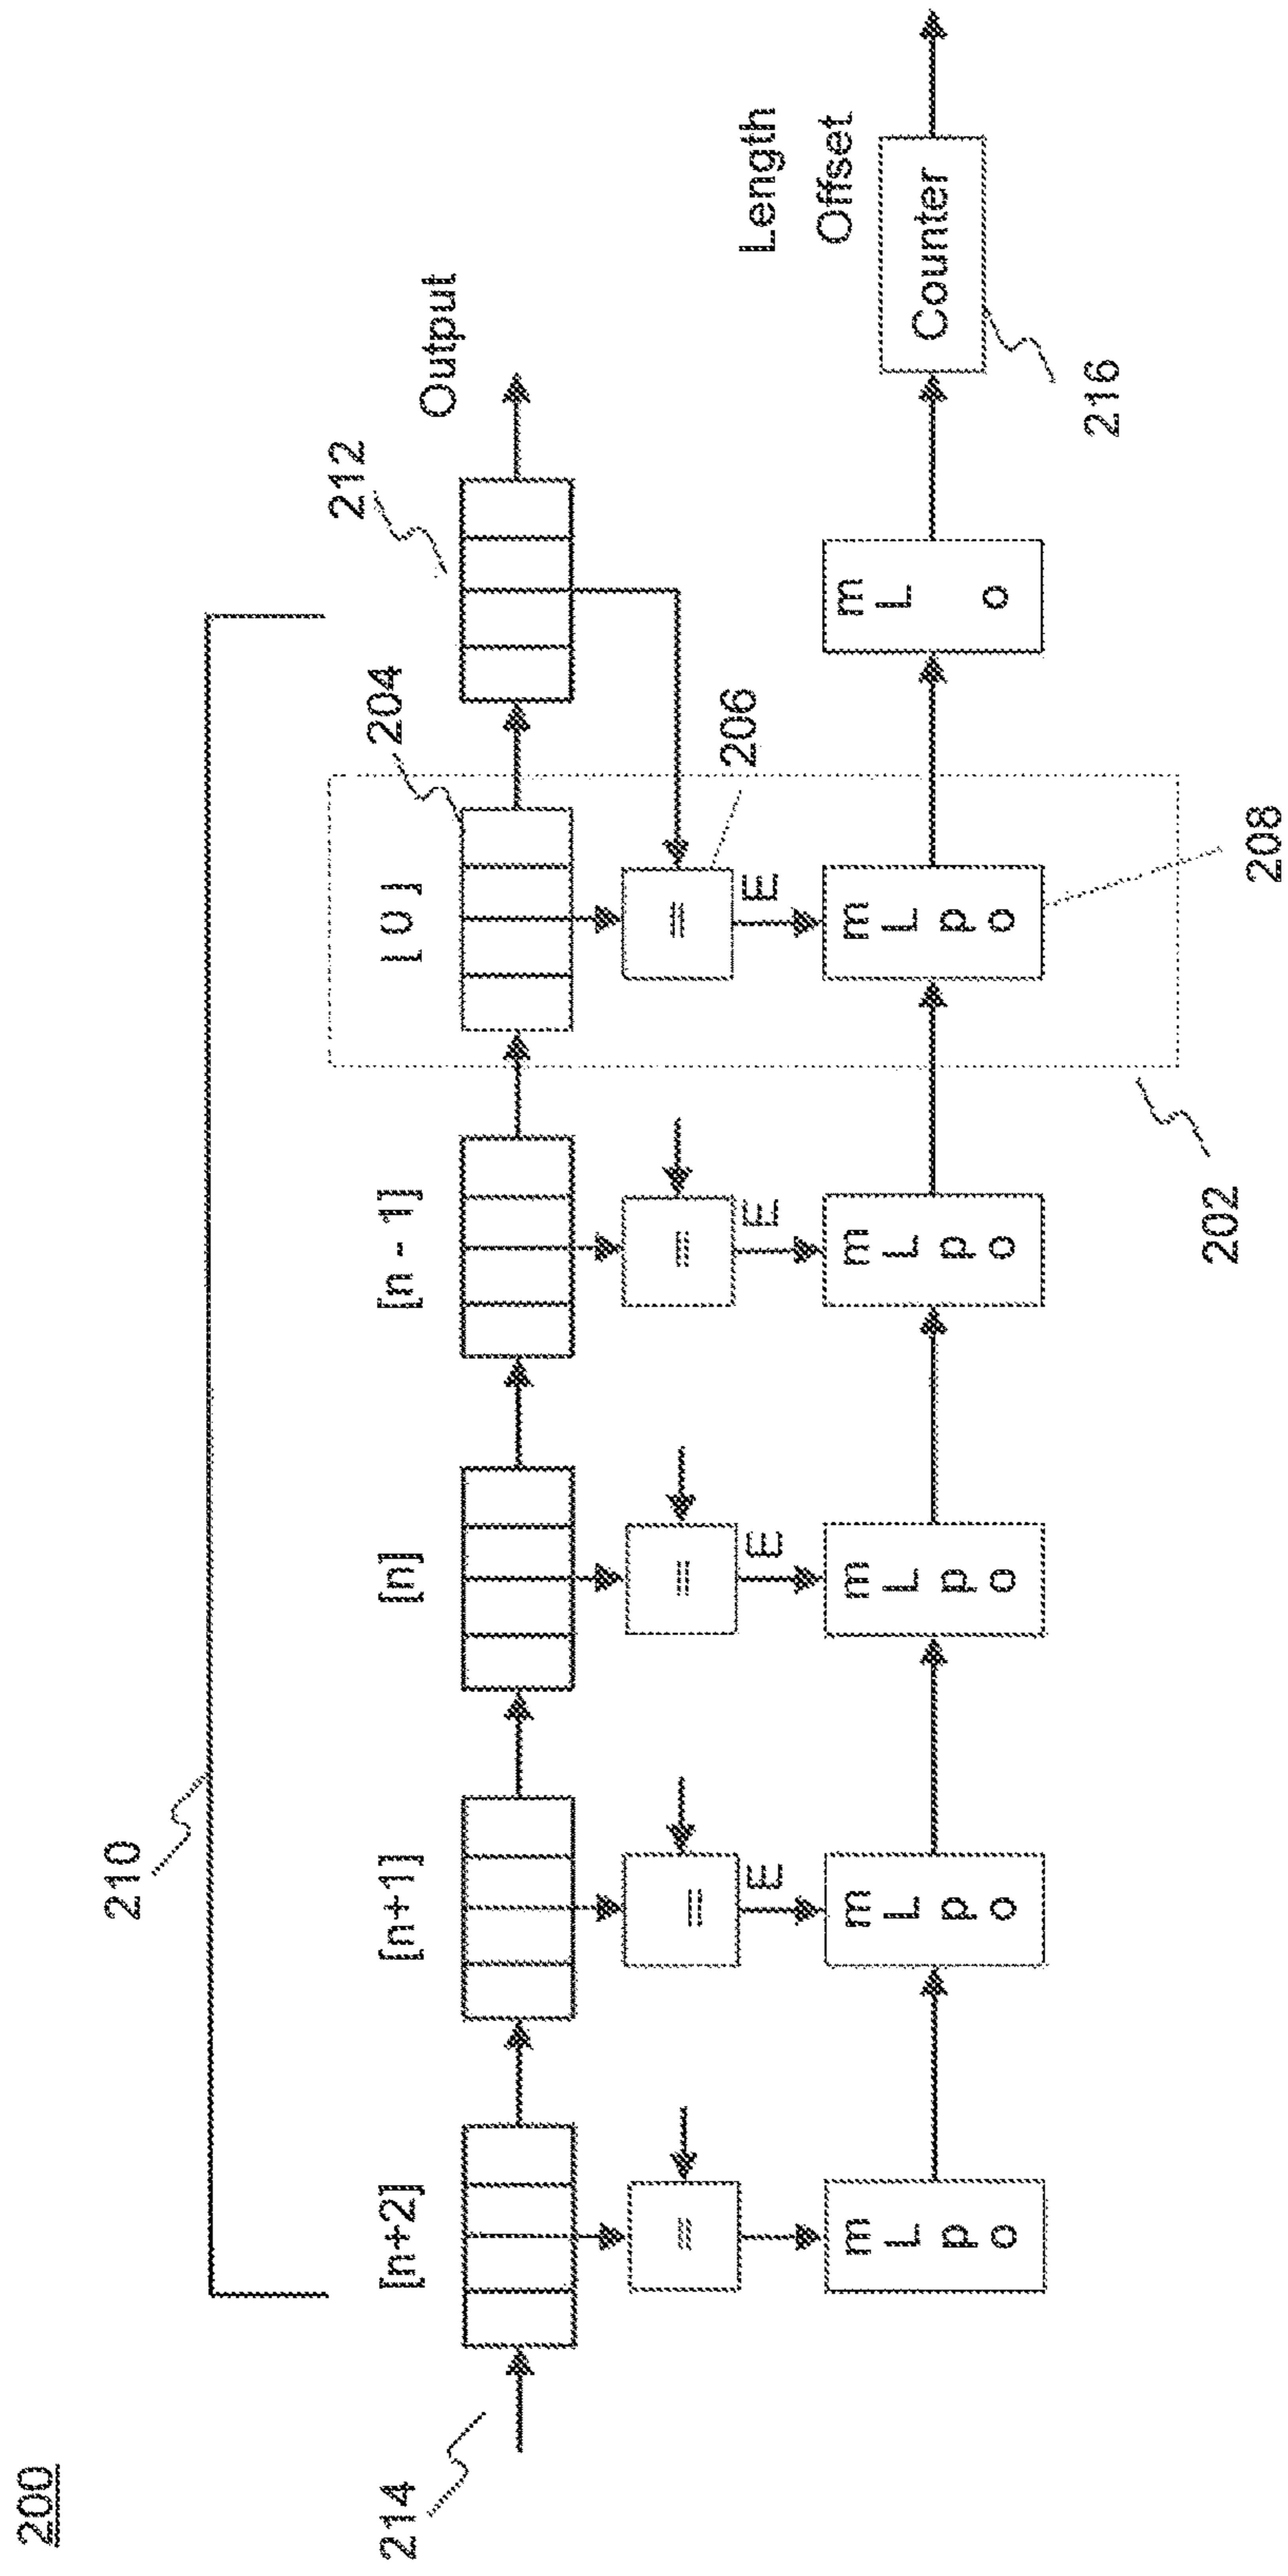 200
210
214
[n+2]
[n+1]
[n]
[n - 1]
[ 0 ]
204
212
Output
=
=
=
=
=
206
E
E
E
E
Length
Offset
m L p o
m L p o
m L p o
m L p o
m L p o
m L o
Counter
216
202
208